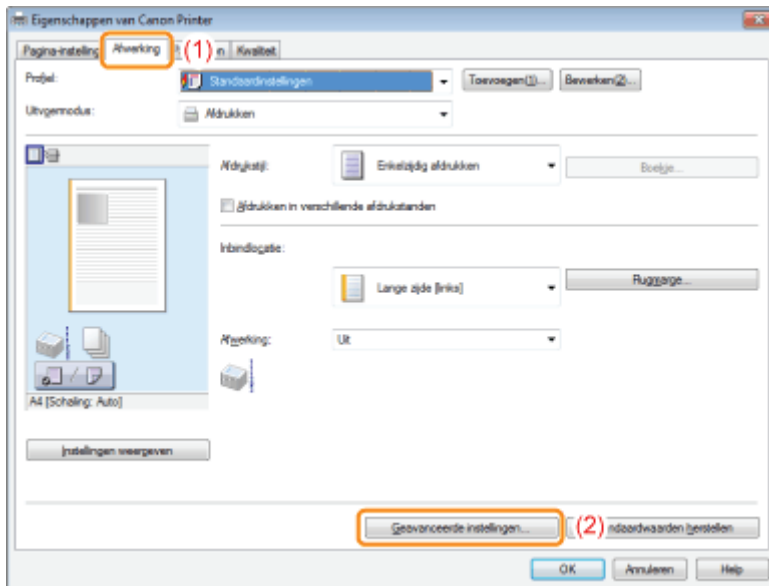 Eigenschappen van Canon Printer
Pagina-instelling Afwerking (1) n Kwaliteit
Profiel: Standaardinstellingen Toevoegen(1)... Bewerken(2)...
Uitvoermodus: Afdrukken
Afdrukstijl: Enkelzijdig afdrukken Boekje...
Afdrukken in verschillende afdrukstanden
Inbindlocatie:
Lange zijde [links] Rugmarge...
Afwerking: Uit
A4 [Schaling: Auto]
Instellingen weergeven
Geavanceerde instellingen... (2) ndaardwaarden herstellen
OK Annuleren Help